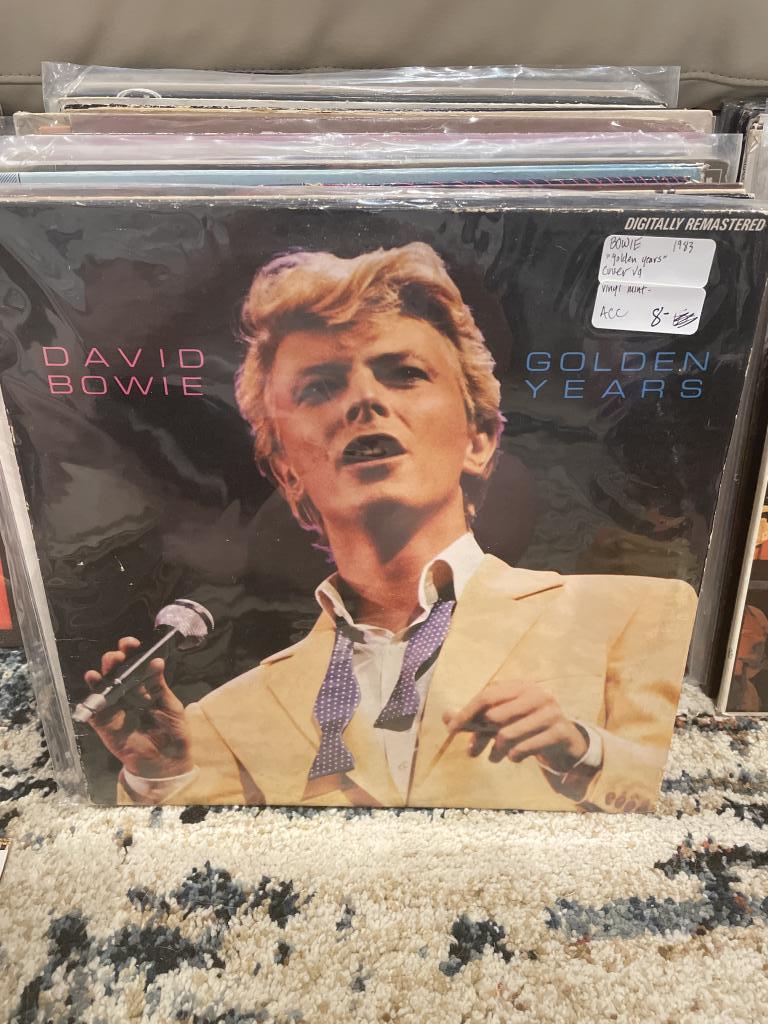 DIGITALLY REMASTERED
BOWIE 1983
"golden years"
cover vg
vinyl mint-
ACC 8-
DAVID
BOWIE
GOLDEN
YEARS